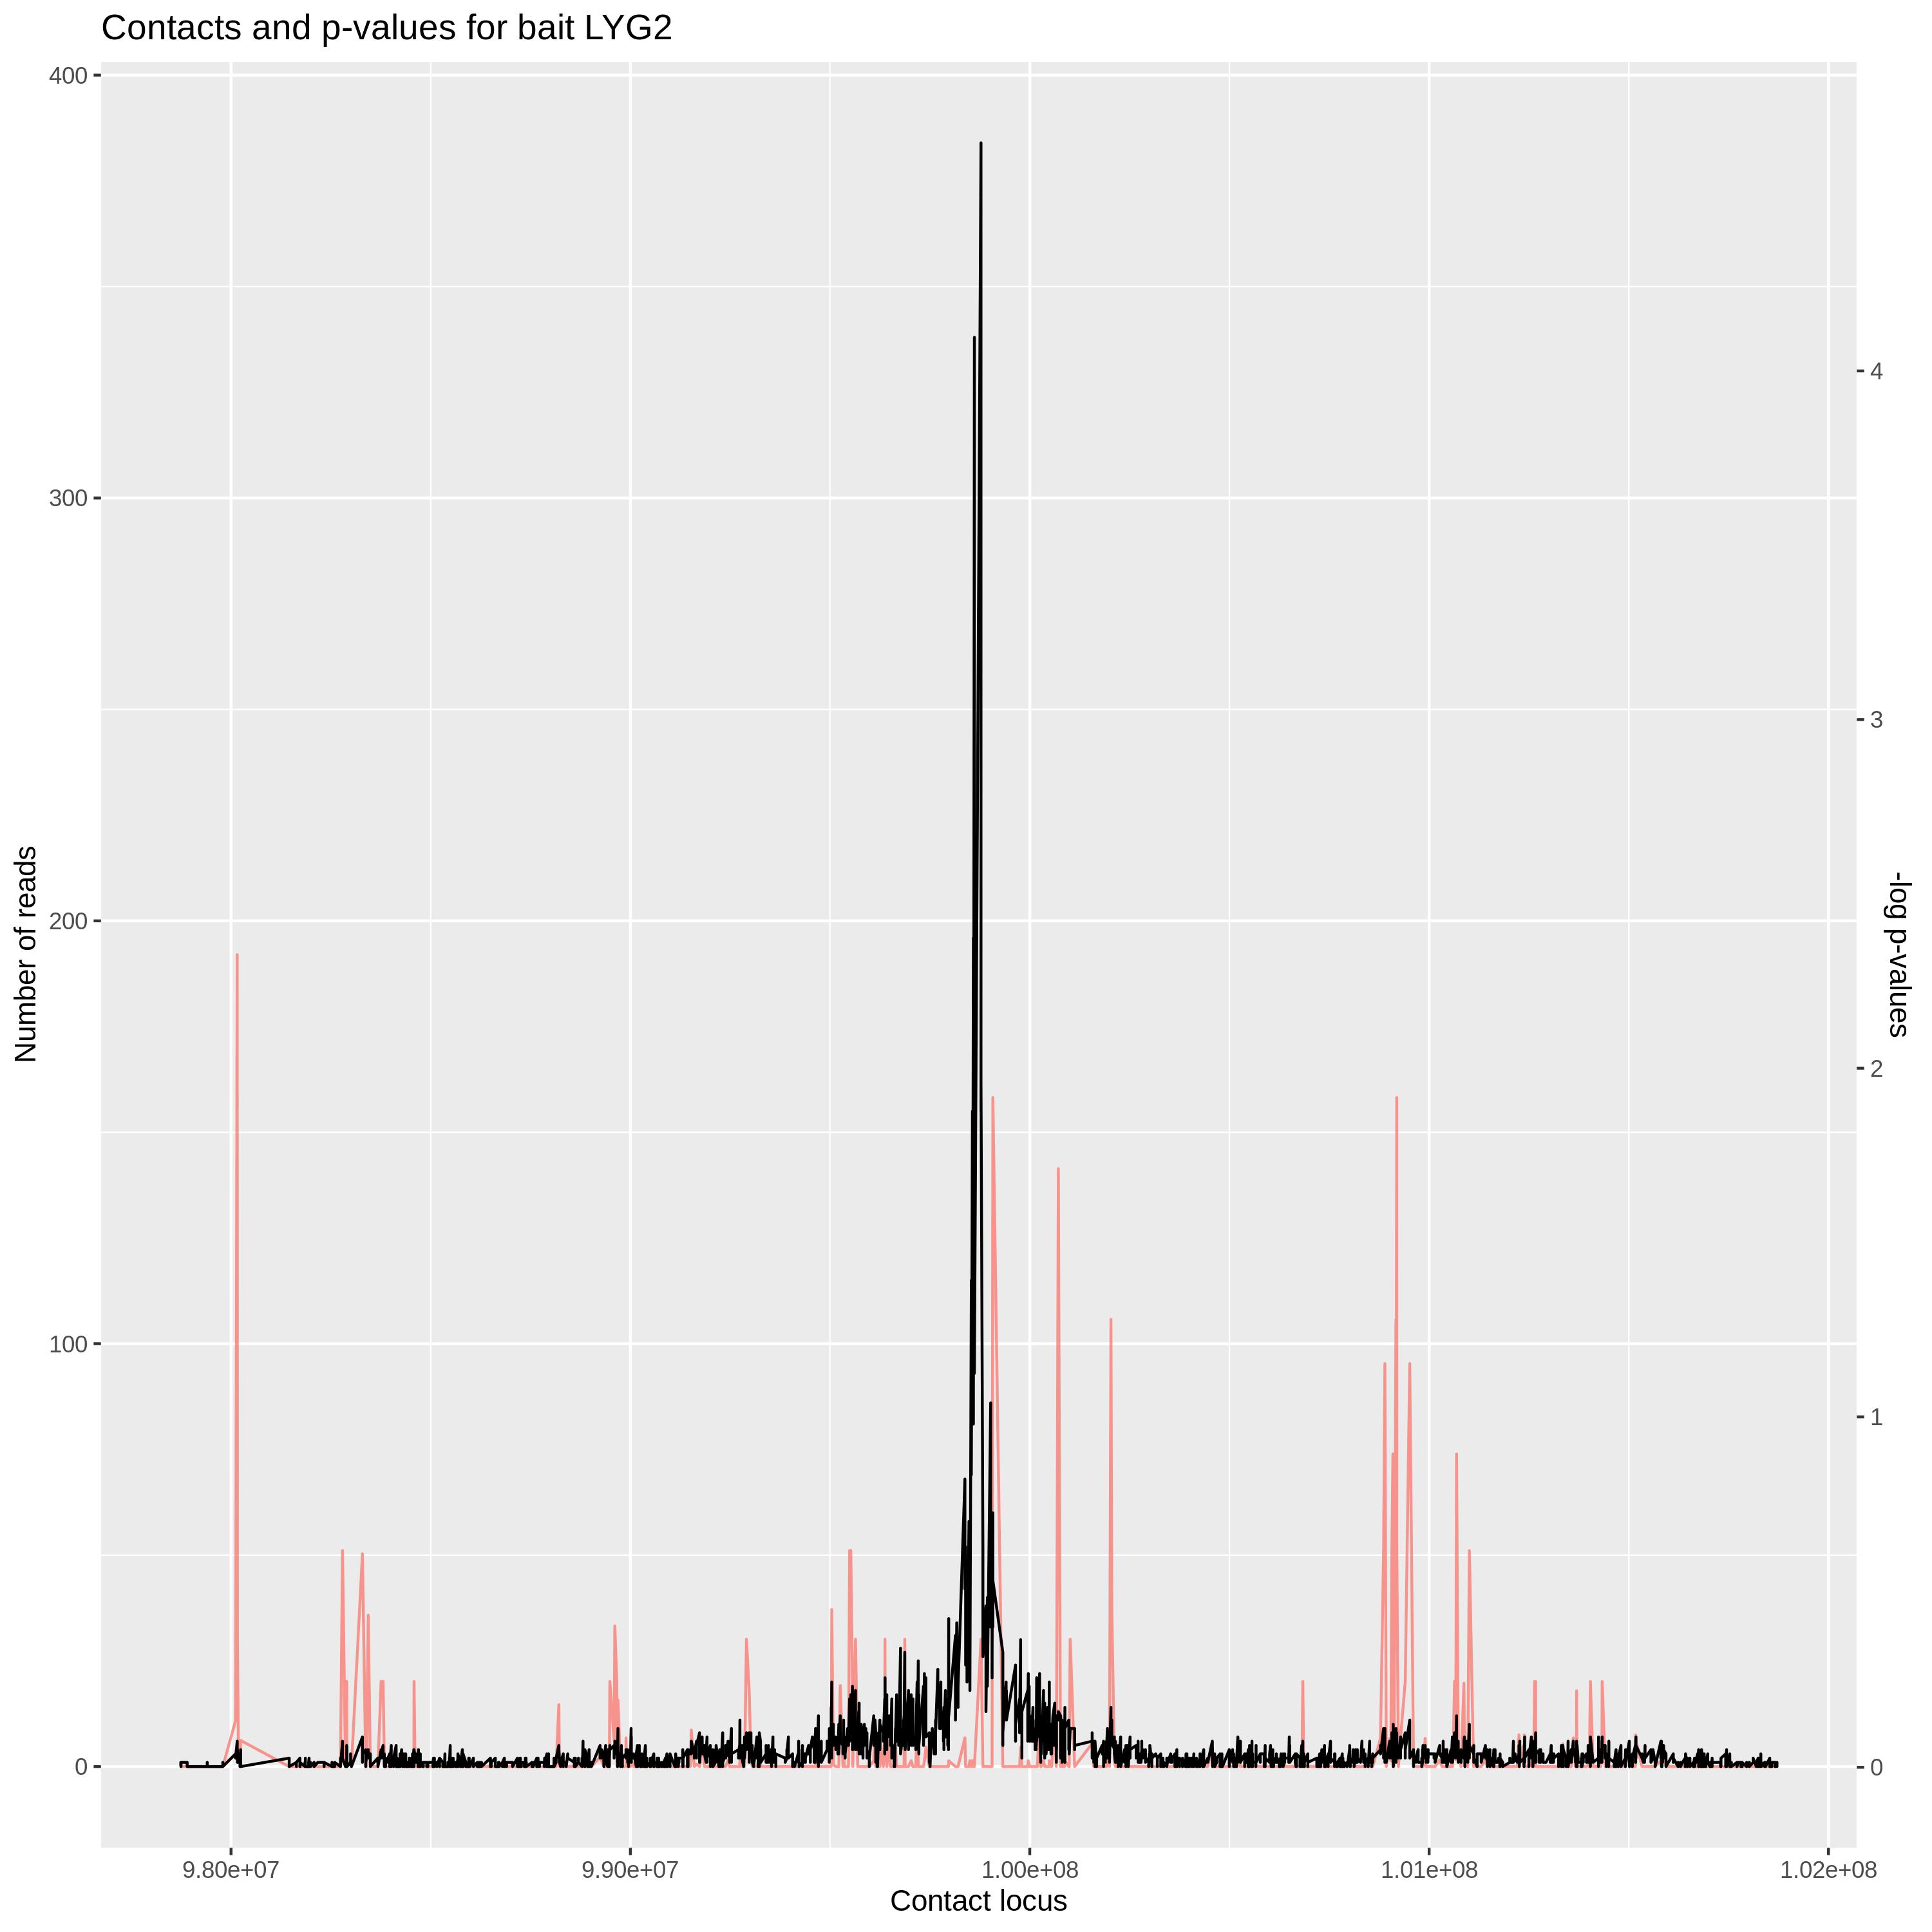 Contacts and p-values for bait LYG2
400
300
200
100
0
Number of reads
4
3
2
1
0
-log p-values
9.80e+07
9.90e+07
1.00e+08
1.01e+08
1.02e+08
Contact locus